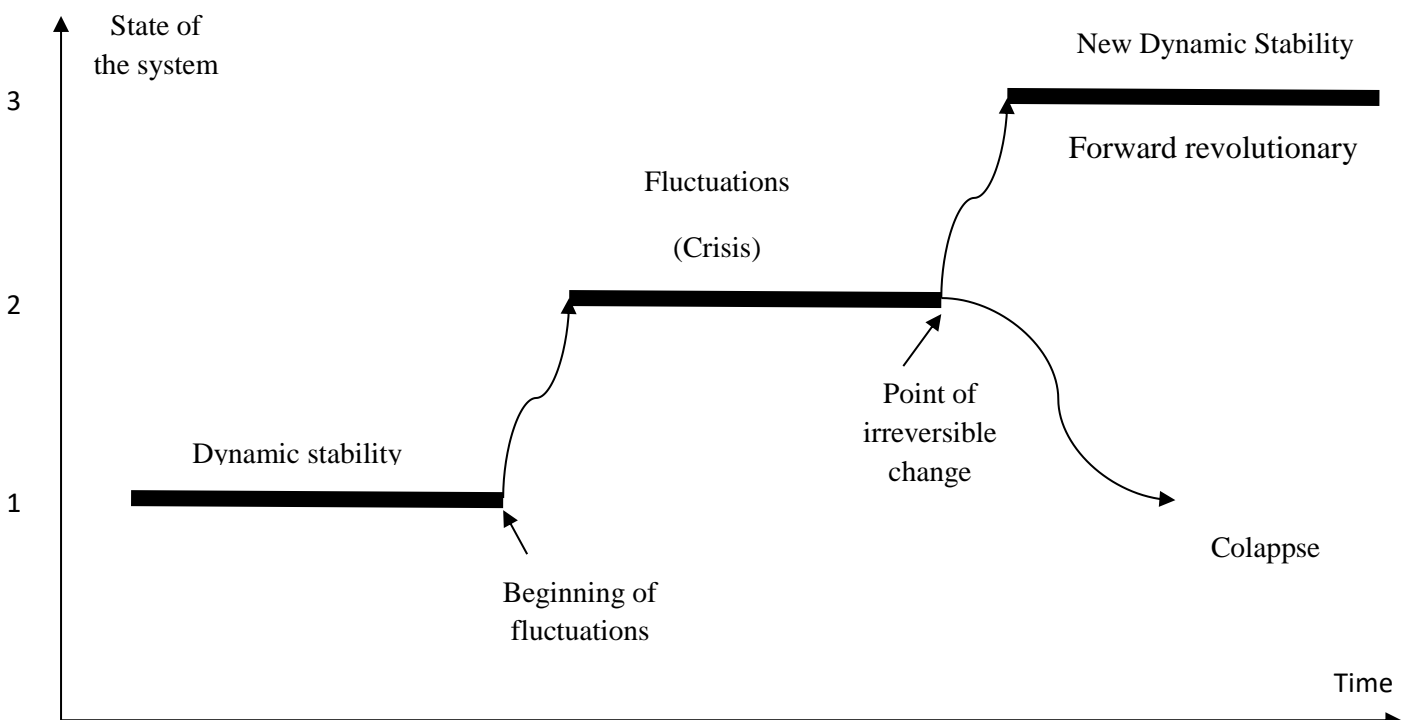 State of
the system
New Dynamic Stability
3
Forward revolutionary
Fluctuations
(Crisis)
2
Point of
irreversible
change
Dynamic stability
1
Colappse
Beginning of
fluctuations
Time